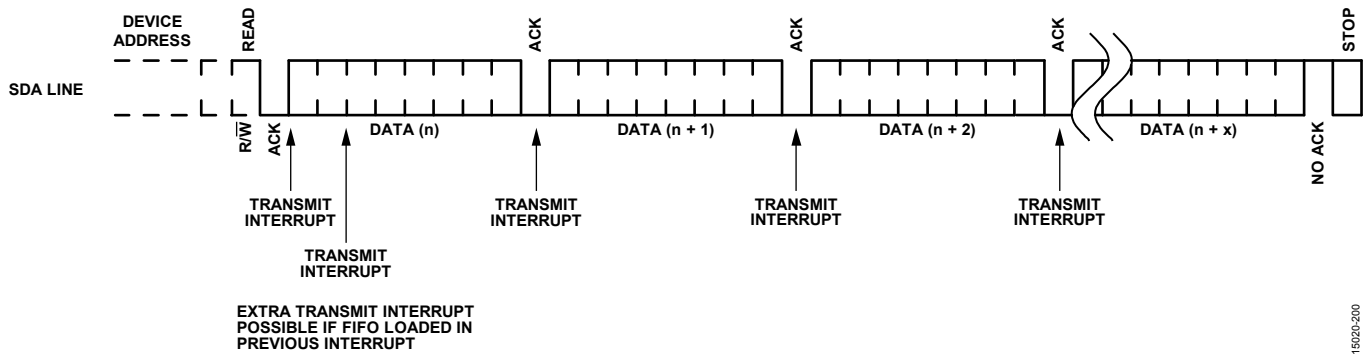 DEVICE
ADDRESS
READ
ACK
ACK
ACK
STOP
SDA LINE
R/W̅
ACK
DATA (n)
DATA (n + 1)
DATA (n + 2)
DATA (n + x)
NO ACK
TRANSMIT
INTERRUPT
TRANSMIT
INTERRUPT
TRANSMIT
INTERRUPT
TRANSMIT
INTERRUPT
TRANSMIT
INTERRUPT
EXTRA TRANSMIT INTERRUPT
POSSIBLE IF FIFO LOADED IN
PREVIOUS INTERRUPT
15020-200